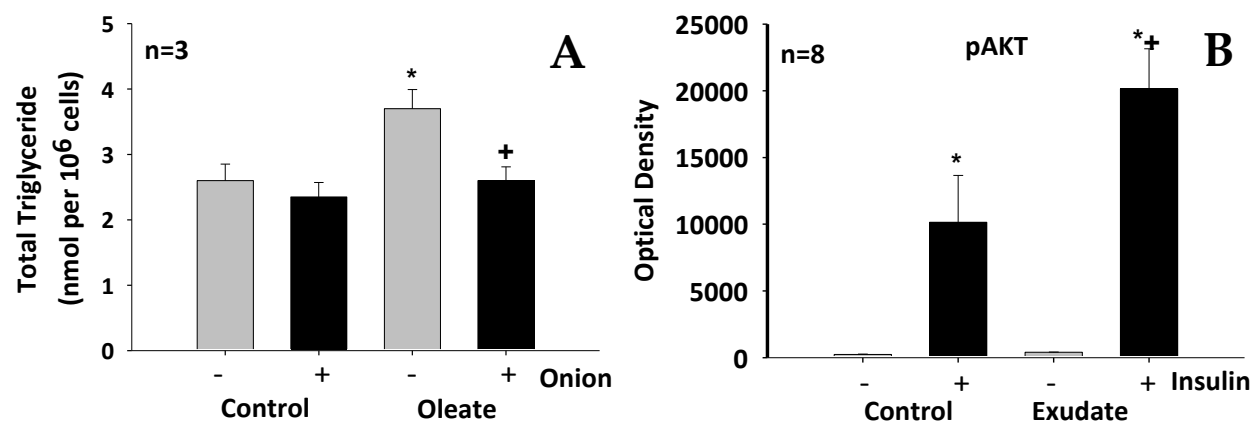 Total Triglyceride
(nmol per 10⁶ cells)
5
4
3
2
1
0
n=3
A
*
+
- + - + Onion
Control Oleate
Optical Density
25000
20000
15000
10000
5000
0
n=8 pAKT
B
*
*+
- + - + Insulin
Control Exudate